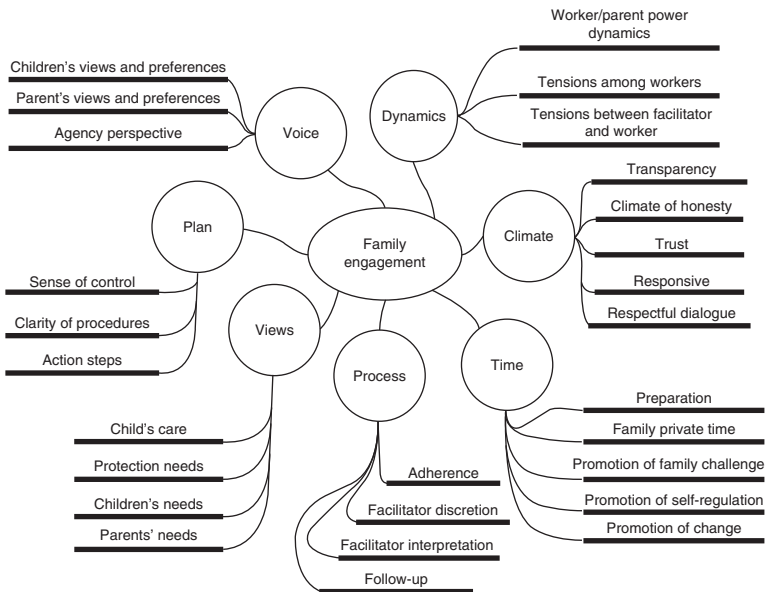 Worker/parent power
dynamics
Children's views and preferences
Parent's views and preferences
Agency perspective
Voice
Dynamics
Tensions among workers
Tensions between facilitator
and worker
Transparency
Climate of honesty
Trust
Responsive
Respectful dialogue
Climate
Plan
Family
engagement
Sense of control
Clarity of procedures
Action steps
Views
Process
Time
Child's care
Protection needs
Children's needs
Parents' needs
Adherence
Facilitator discretion
Facilitator interpretation
Follow-up
Preparation
Family private time
Promotion of family challenge
Promotion of self-regulation
Promotion of change